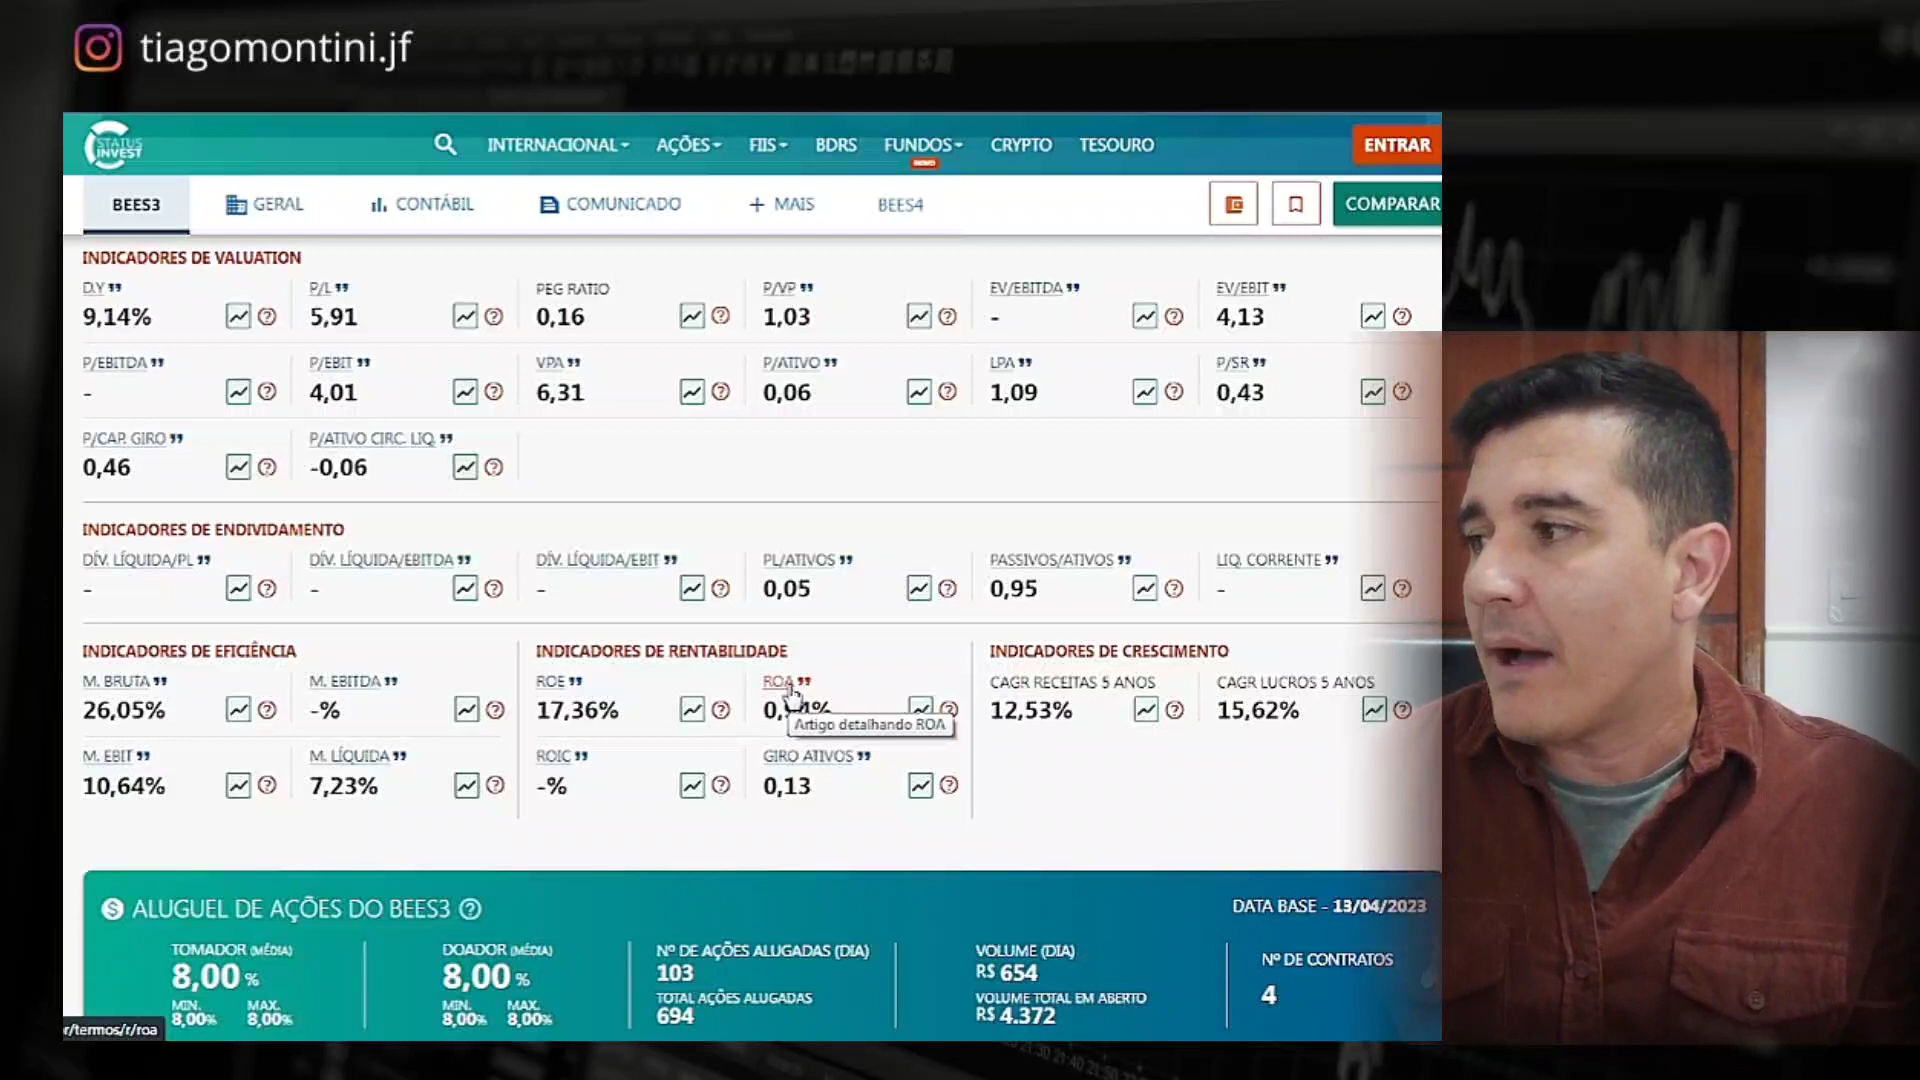 tiagomontini.jf
STATUS INVEST
INTERNACIONAL AÇÕES FIIS BDRS FUNDOS CRYPTO TESOURO ENTRAR
NOVO
BEES3 GERAL CONTÁBIL COMUNICADO + MAIS BEES4 COMPARAR
INDICADORES DE VALUATION
D.Y P/L PEG RATIO P/VP EV/EBITDA EV/EBIT
9,14% 5,91 0,16 1,03 - 4,13
P/EBITDA P/EBIT VPA P/ATIVO LPA P/SR
- 4,01 6,31 0,06 1,09 0,43
P/CAP. GIRO P/ATIVO CIRC. LIQ.
0,46 -0,06
INDICADORES DE ENDIVIDAMENTO
DÍV. LÍQUIDA/PL DÍV. LÍQUIDA/EBITDA DÍV. LÍQUIDA/EBIT PL/ATIVOS PASSIVOS/ATIVOS LIQ. CORRENTE
- - - 0,05 0,95 -
INDICADORES DE EFICIÊNCIA INDICADORES DE RENTABILIDADE INDICADORES DE CRESCIMENTO
M. BRUTA M. EBITDA ROE ROA CAGR RECEITAS 5 ANOS CAGR LUCROS 5 ANOS
26,05% -% 17,36% 12,53% 15,62%
Artigo detalhando ROA
M. EBIT M. LÍQUIDA ROIC GIRO ATIVOS
10,64% 7,23% -% 0,13
ALUGUEL DE AÇÕES DO BEES3 DATA BASE - 13/04/2023
TOMADOR (MÉDIA) DOADOR (MÉDIA) Nº DE AÇÕES ALUGADAS (DIA) VOLUME (DIA) Nº DE CONTRATOS
8,00 % 8,00 % 103 R$ 654 4
MIN. MAX. MIN. MAX. TOTAL AÇÕES ALUGADAS VOLUME TOTAL EM ABERTO
8,00% 8,00% 8,00% 8,00% 694 R$ 4.372
r/termos/r/roa